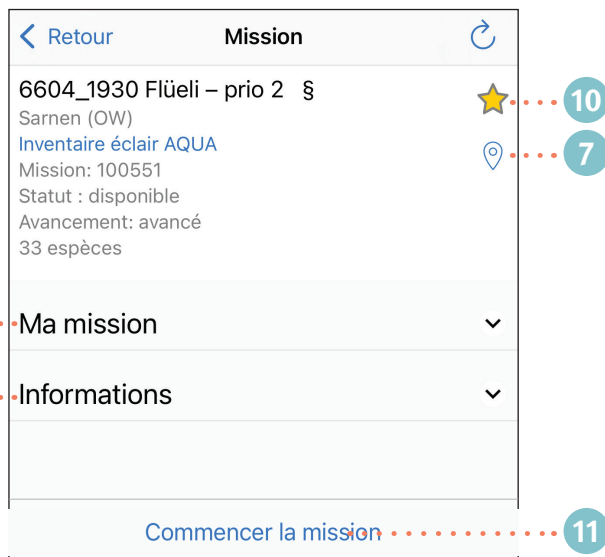 Retour Mission
6604_1930 Flüeli – prio 2 §
10
Sarnen (OW)
Inventaire éclair AQUA
7
Mission: 100551
Statut : disponible
Avancement: avancé
33 espèces
Ma mission
Informations
Commencer la mission
11